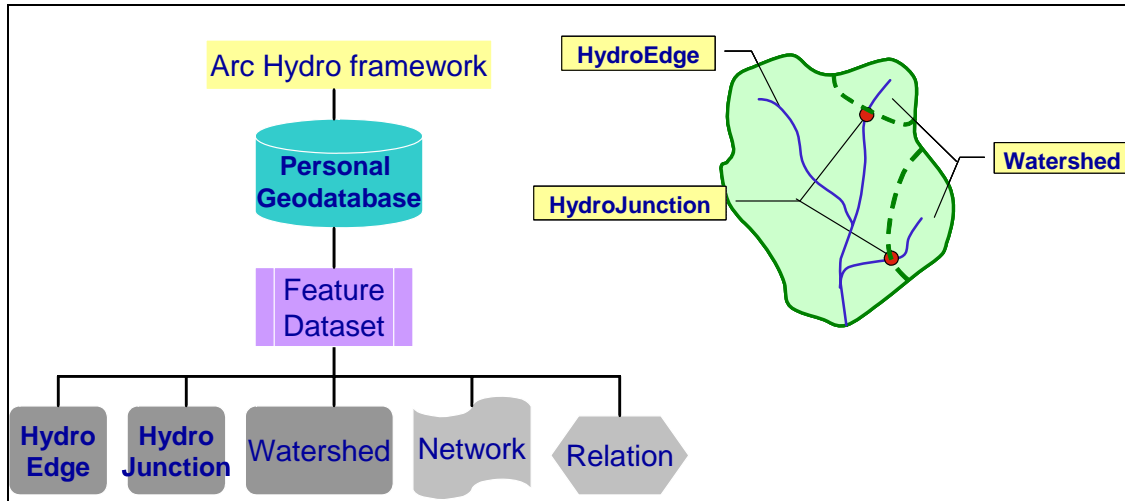 Arc Hydro framework
Personal
Geodatabase
Feature
Dataset
Hydro
Edge
Hydro
Junction
Watershed
Network
Relation
HydroEdge
HydroJunction
Watershed